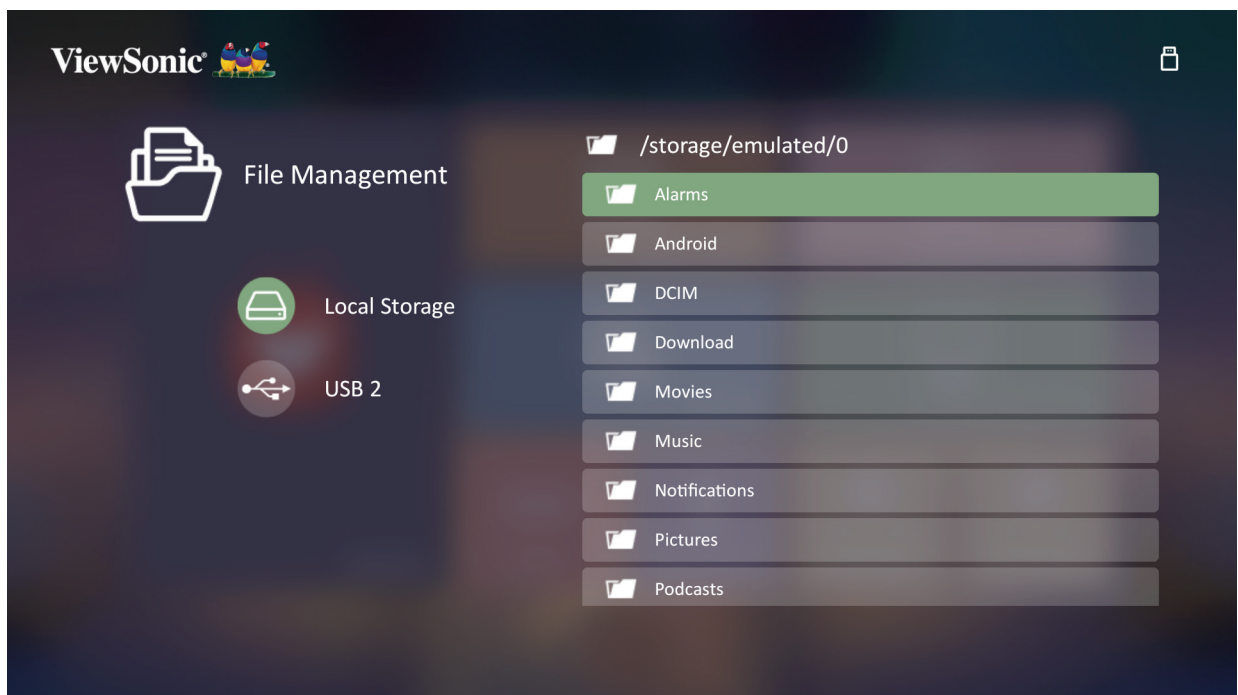 ViewSonic®
File Management
Local Storage
USB 2
/storage/emulated/0
Alarms
Android
DCIM
Download
Movies
Music
Notifications
Pictures
Podcasts